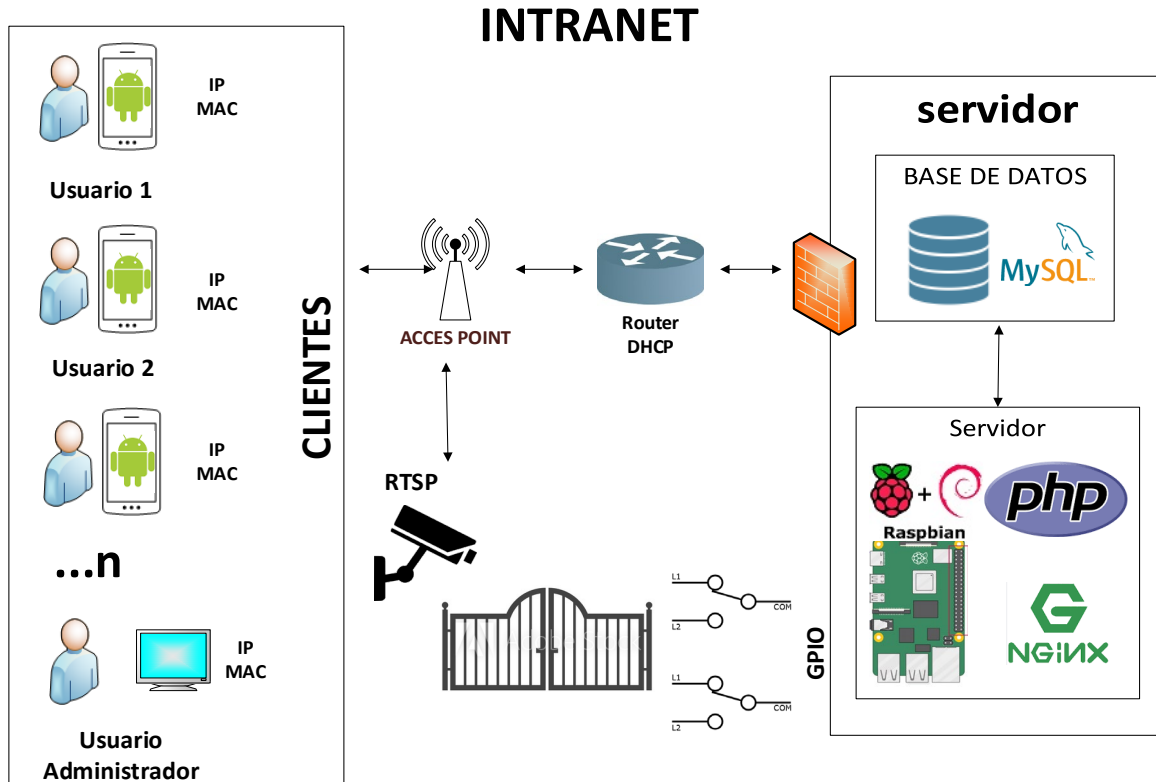 INTRANET
IP
MAC
Usuario 1
IP
MAC
Usuario 2
IP
MAC
...n
IP
MAC
Usuario
Administrador
CLIENTES
ACCES POINT
Router
DHCP
RTSP
L1
COM
L2
L1
COM
L2
GPIO
servidor
BASE DE DATOS
MySQL
Servidor
+
php
Raspbian
NGiNX